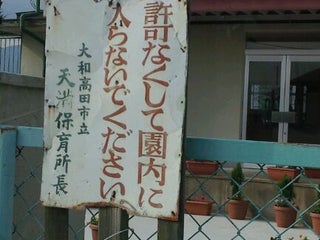 許可なくして園内に
入らないでください。
大和高田市立
天満保育所長